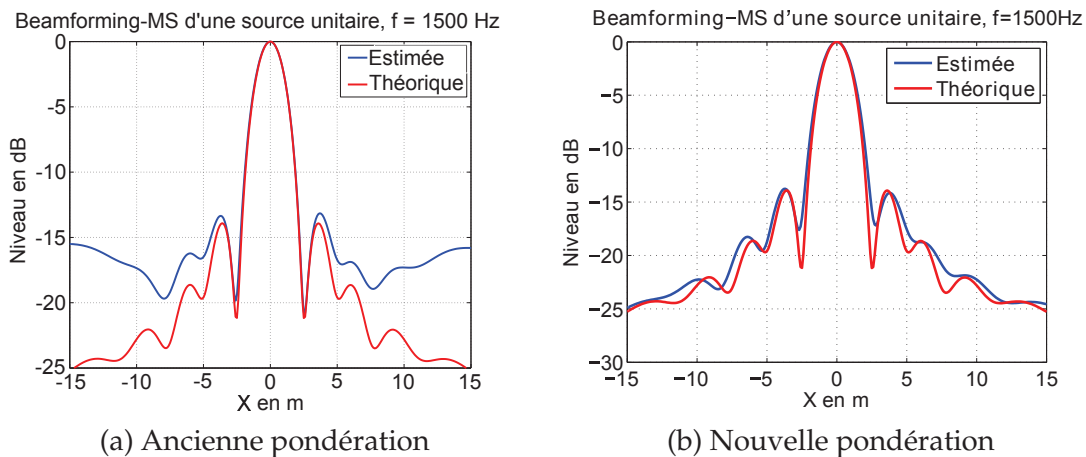 Beamforming-MS d'une source unitaire, f = 1500 Hz
Estimée
Théorique
Niveau en dB
0
-5
-10
-15
-20
-25
-15
-10
-5
0
5
10
15
X en m
(a) Ancienne pondération
Beamforming−MS d'une source unitaire, f=1500Hz
Estimée
Théorique
Niveau en dB
0
−5
−10
−15
−20
−25
−30
−15
−10
−5
0
5
10
15
X en m
(b) Nouvelle pondération